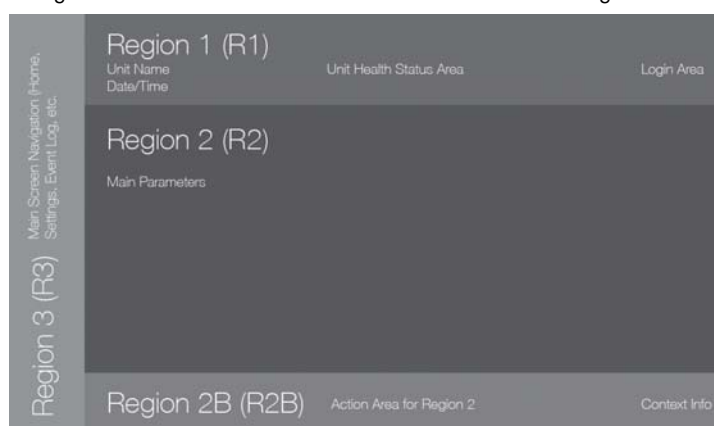 Region 1 (R1)
Unit Name
Date/Time
Unit Health Status Area
Login Area
Region 2 (R2)
Main Parameters
Region 3 (R3)
Main Screen Navigation (Home,
Settings, Event Log, etc.
Region 2B (R2B)
Action Area for Region 2
Context Info